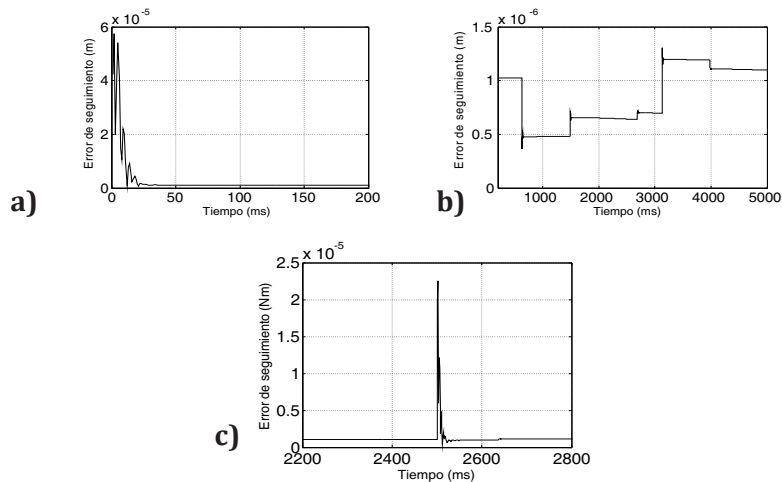 x 10 -5
6
4
2
0
0 50 100 150 200
Error de seguimiento (m)
Tiempo (ms)
a)
x 10 -6
1.5
1
0.5
0
1000 2000 3000 4000 5000
Error de seguimiento (m)
Tiempo (ms)
b)
x 10 -5
2.5
2
1.5
1
0.5
0
2200 2400 2600 2800
Error de seguimiento (Nm)
Tiempo (ms)
c)